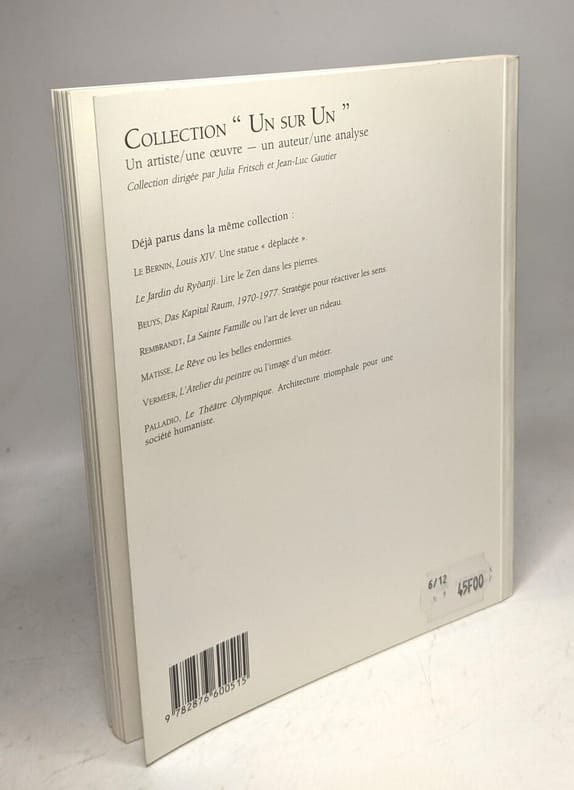 COLLECTION “ UN SUR UN ”
Un artiste/une œuvre – un auteur/une analyse
Collection dirigée par Julia Fritsch et Jean-Luc Gautier
Déjà parus dans la même collection :
LE BERNIN, Louis XIV. Une statue « déplacée ».
Le Jardin du Ryôanji. Lire le Zen dans les pierres.
BEUYS, Das Kapital Raum, 1970-1977. Stratégie pour réactiver les sens.
REMBRANDT, La Sainte Famille ou l'art de lever un rideau.
MATISSE, Le Rêve ou les belles endormies.
VERMEER, L'Atelier du peintre ou l'image d'un métier.
PALLADIO, Le Théâtre Olympique. Architecture triomphale pour une
société humaniste.
6/12
45F00
9 782876 600515